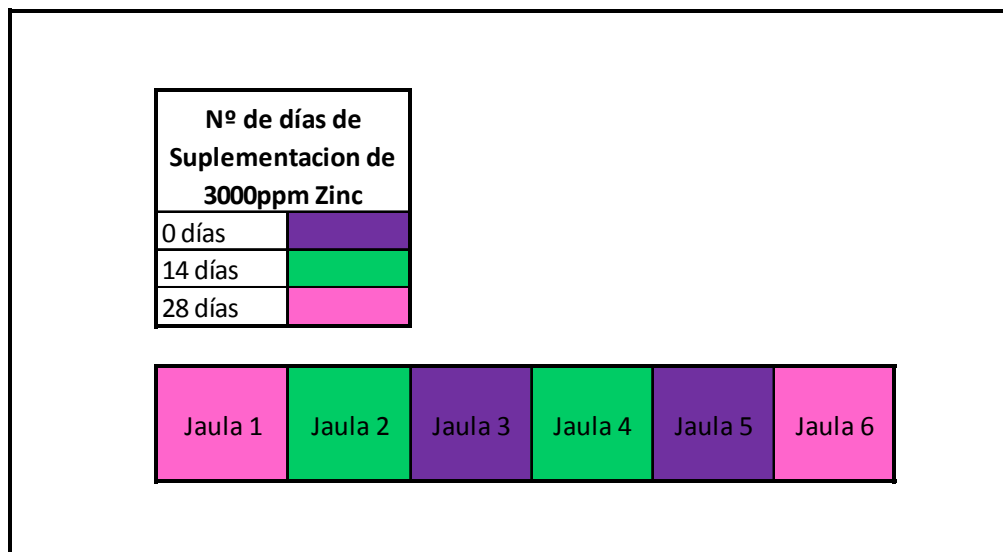 Nº de días de
Suplementacion de
3000ppm Zinc
0 días
14 días
28 días
Jaula 1 Jaula 2 Jaula 3 Jaula 4 Jaula 5 Jaula 6